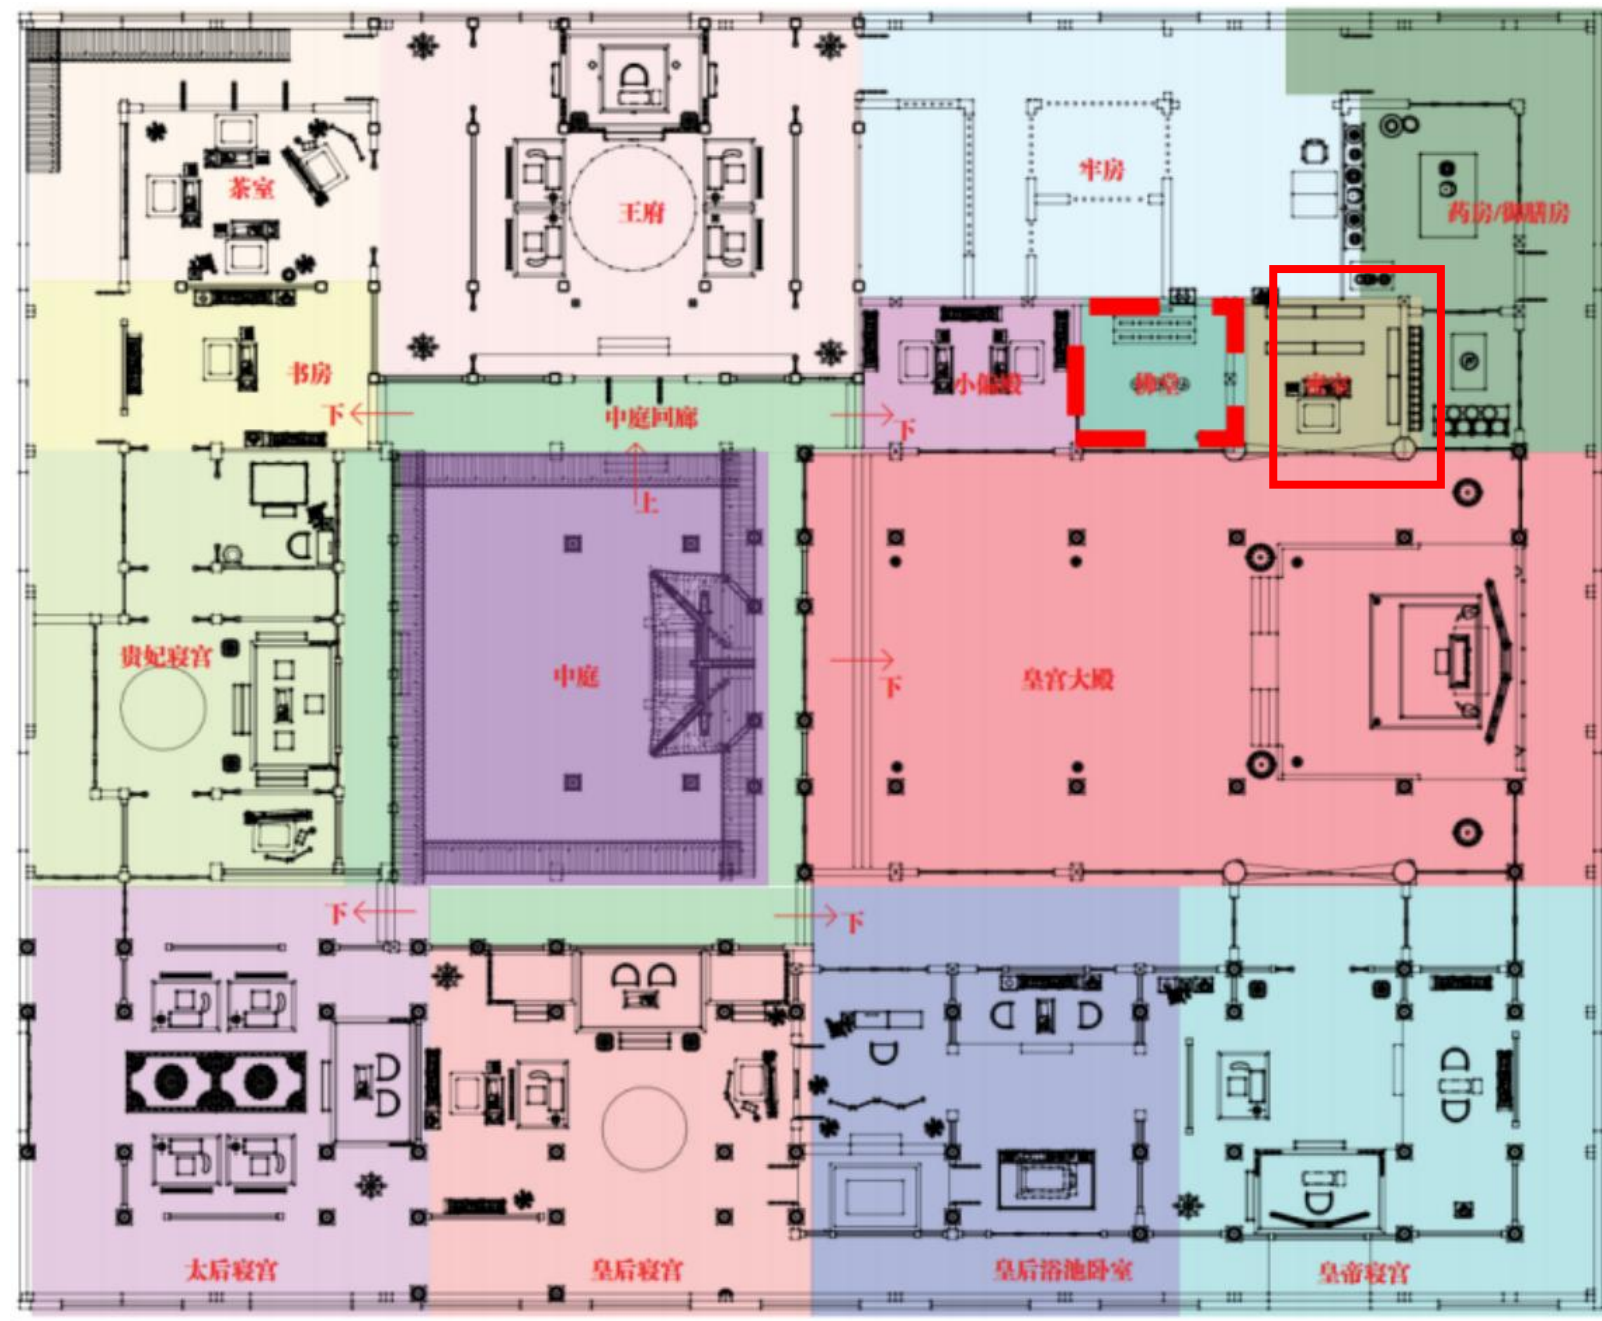 茶室
王府
牢房
药房/御膳房
书房
小偏殿
佛堂
密室
下
中庭回廊
下
上
贵妃寝宫
中庭
下
皇宫大殿
下
下
太后寝宫
皇后寝宫
皇后浴池卧室
皇帝寝宫